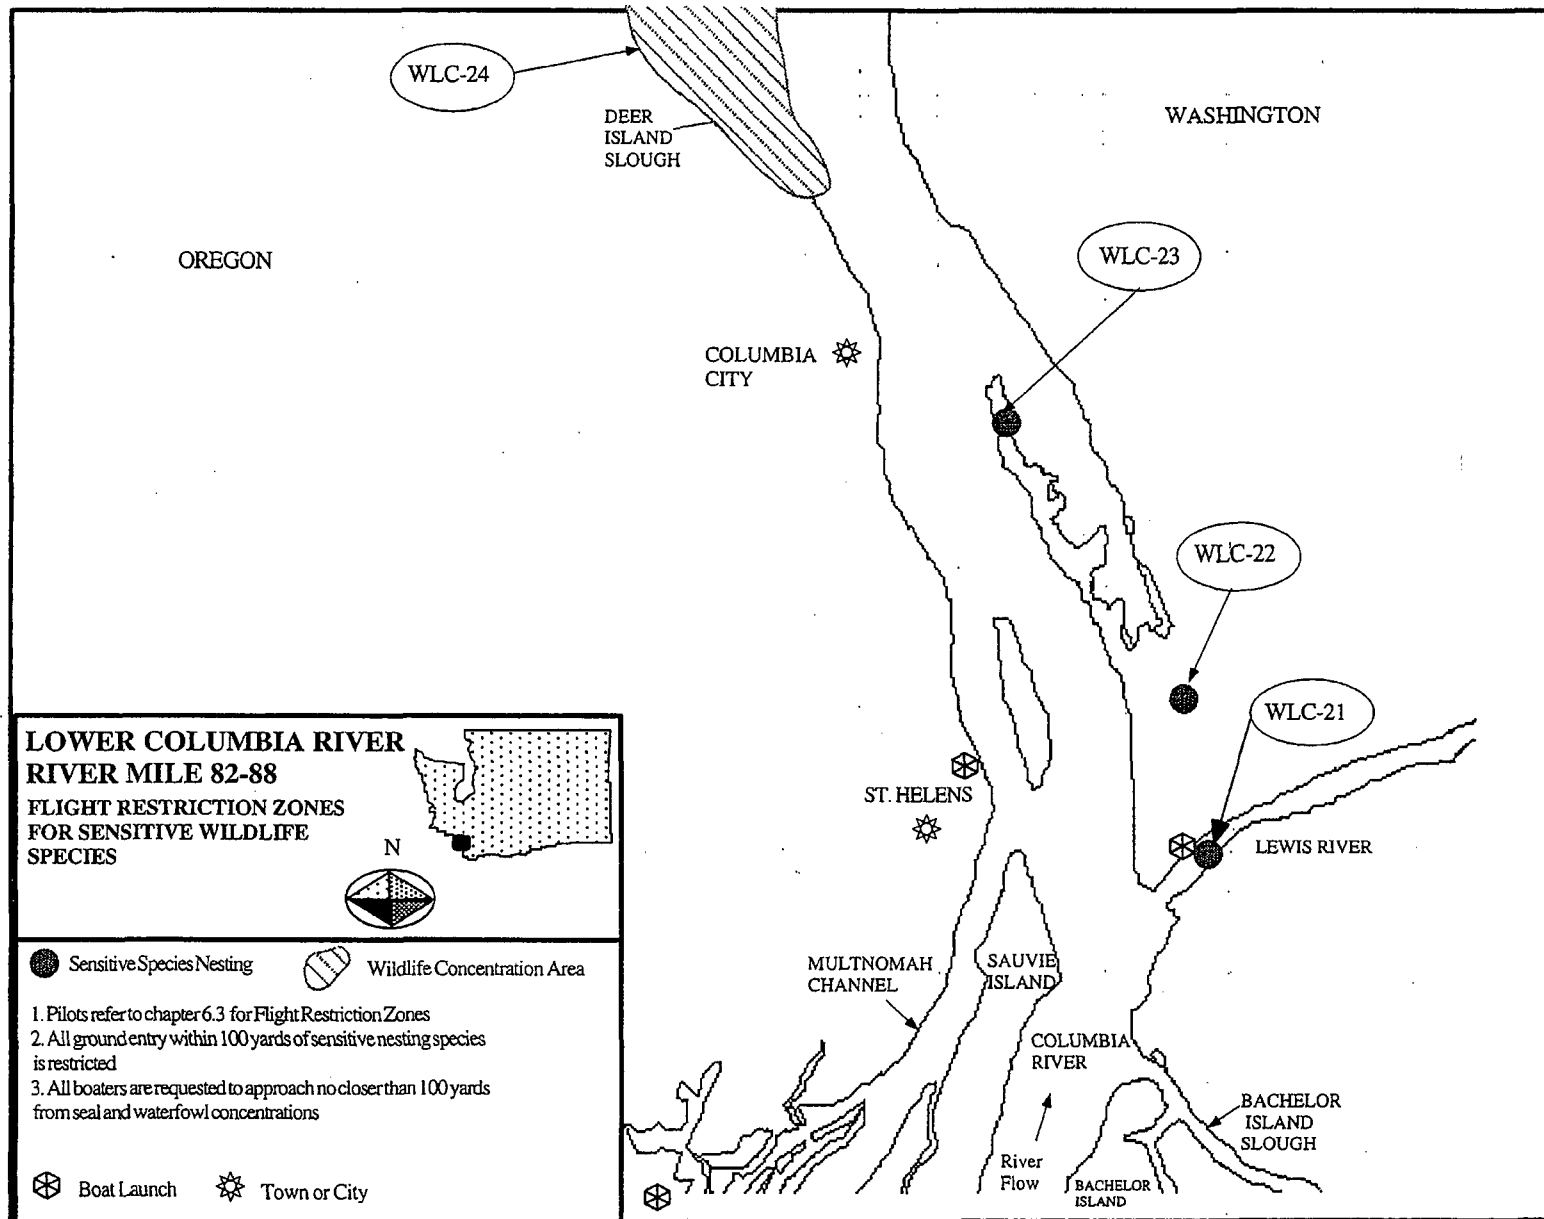 WLC-24
DEER
ISLAND
SLOUGH
WASHINGTON
OREGON
WLC-23
COLUMBIA
CITY
WLC-22
WLC-21
ST. HELENS
LEWIS RIVER
MULTNOMAH
CHANNEL
SAUVIE
ISLAND
COLUMBIA
RIVER
BACHELOR
ISLAND
SLOUGH
River
Flow
BACHELOR
ISLAND
LOWER COLUMBIA RIVER
RIVER MILE 82-88
FLIGHT RESTRICTION ZONES
FOR SENSITIVE WILDLIFE
SPECIES
N
Sensitive Species Nesting
Wildlife Concentration Area
1. Pilots refer to chapter 6.3 for Flight Restriction Zones
2. All ground entry within 100 yards of sensitive nesting species
is restricted
3. All boaters are requested to approach no closer than 100 yards
from seal and waterfowl concentrations
Boat Launch
Town or City